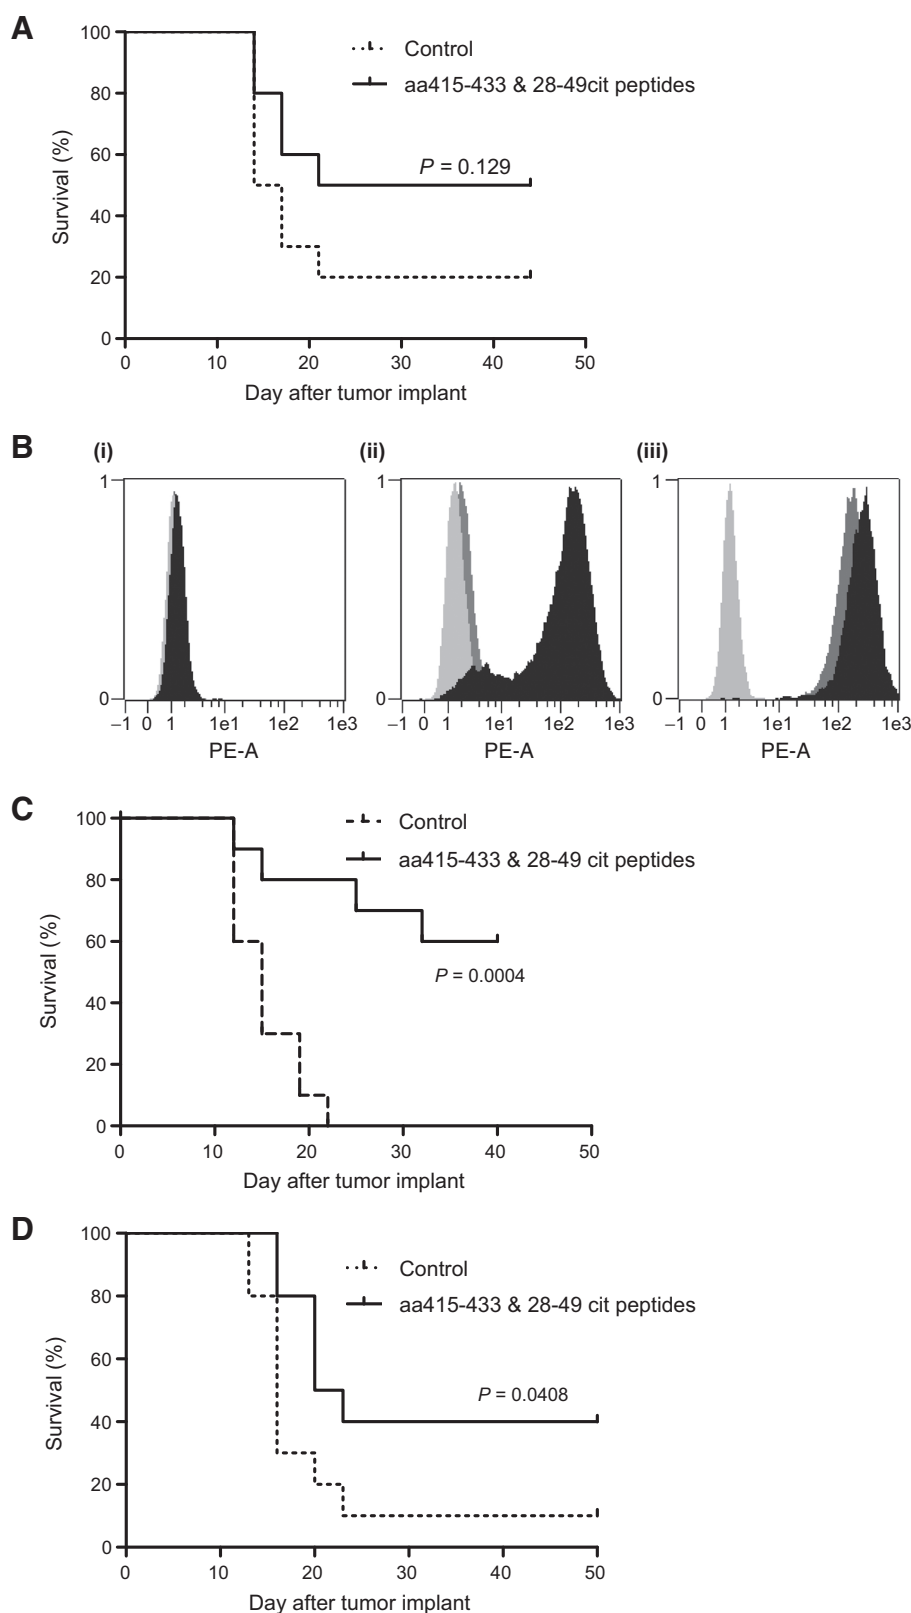 A
Control
aa415-433 & 28-49cit peptides
P = 0.129
Survival (%)
100
80
60
40
20
0
0 10 20 30 40 50
Day after tumor implant
B
(i) (ii) (iii)
1 1 1
0 0 0
−1 0 1 1e1 1e2 1e3 −1 0 1 1e1 1e2 1e3 −1 0 1 1e1 1e2 1e3
PE-A PE-A PE-A
C
Control
aa415-433 & 28-49 cit peptides
P = 0.0004
Survival (%)
100
80
60
40
20
0
0 10 20 30 40 50
Day after tumor implant
D
Control
aa415-433 & 28-49 cit peptides
P = 0.0408
Survival (%)
100
80
60
40
20
0
0 10 20 30 40 50
Day after tumor implant